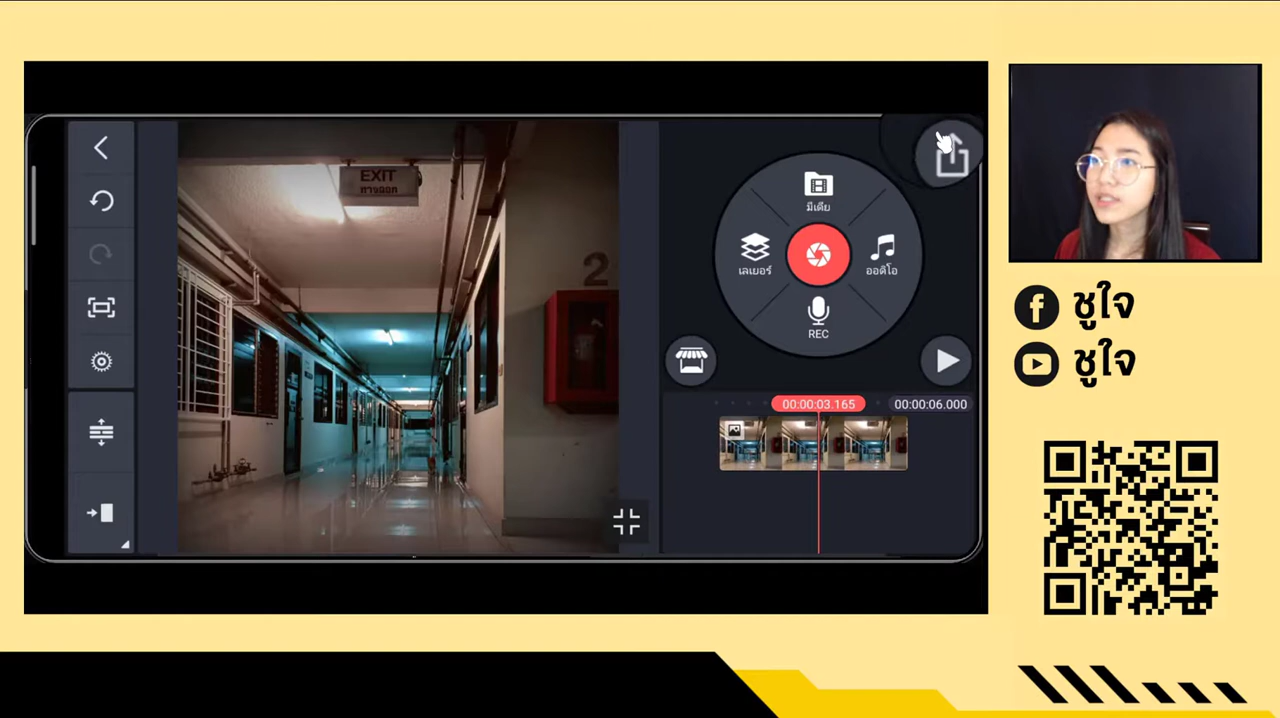 EXIT
ทางออก
2
มีเดีย
เลเยอร์
ออดิโอ
REC
00:00:03.165
00:00:06.000
ชูใจ
ชูใจ